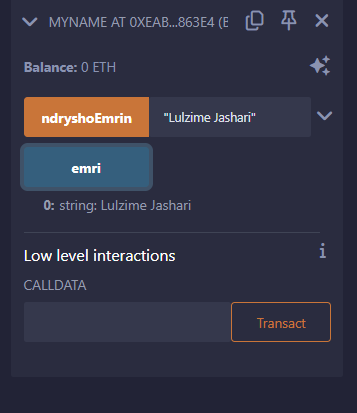 MYNAME AT 0XEAB...863E4 (B
Balance: 0 ETH
ndryshoEmrin "Lulzime Jashari"
emri
0: string: Lulzime Jashari
Low level interactions
CALLDATA
Transact